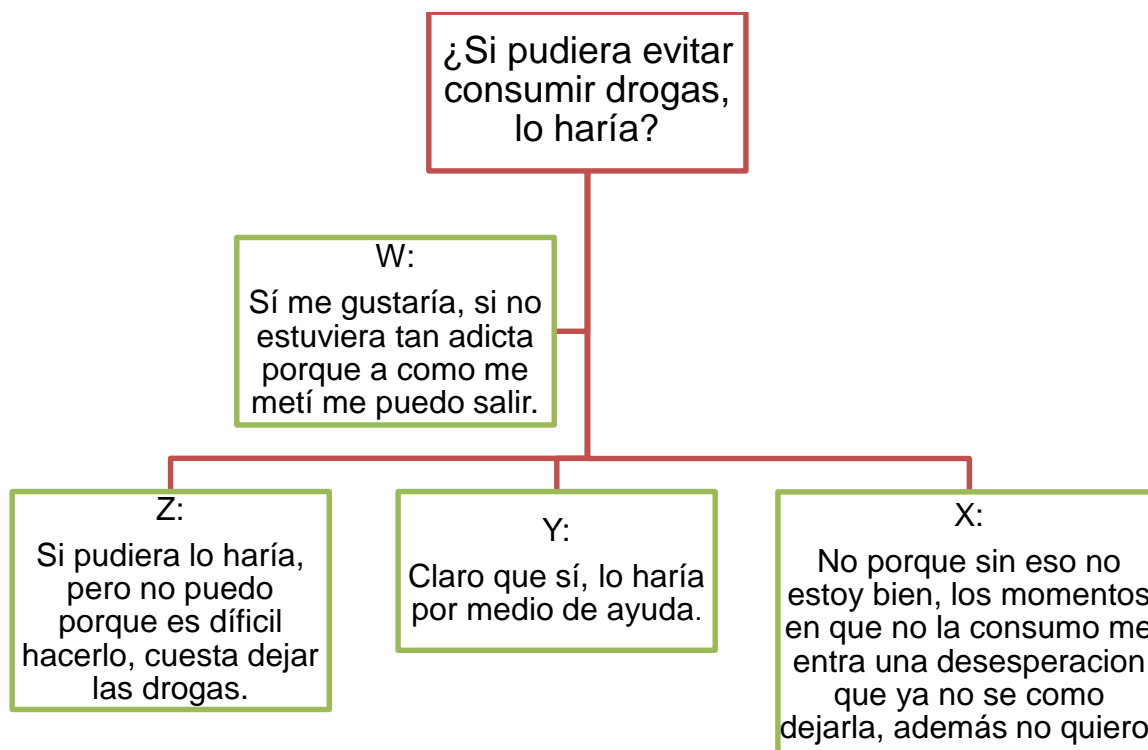 ¿Si pudiera evitar
consumir drogas,
lo haría?
W:
Sí me gustaría, si no
estuviera tan adicta
porque a como me
metí me puedo salir.
Z:
Si pudiera lo haría,
pero no puedo
porque es díficil
hacerlo, cuesta dejar
las drogas.
Y:
Claro que sí, lo haría
por medio de ayuda.
X:
No porque sin eso no
estoy bien, los momentos
en que no la consumo me
entra una desesperacion
que ya no se como
dejarla, además no quiero